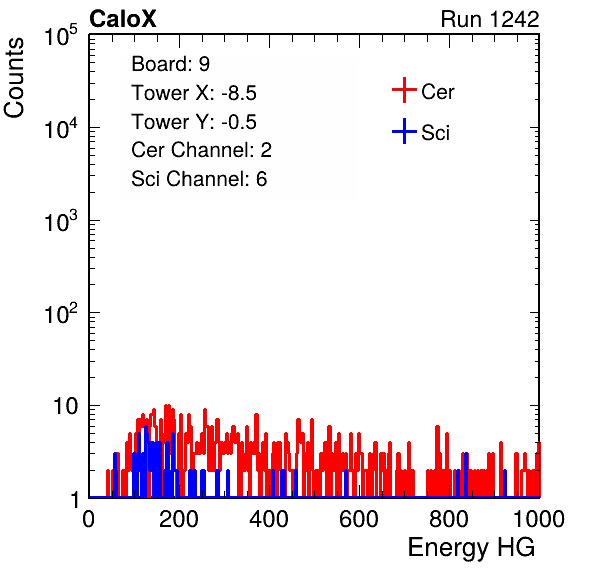 CaloX Run 1242
Counts
Board: 9
Tower X: -8.5
Tower Y: -0.5
Cer Channel: 2
Sci Channel: 6
Cer
Sci
10^5
10^4
10^3
10^2
10
1
0 200 400 600 800 1000
Energy HG